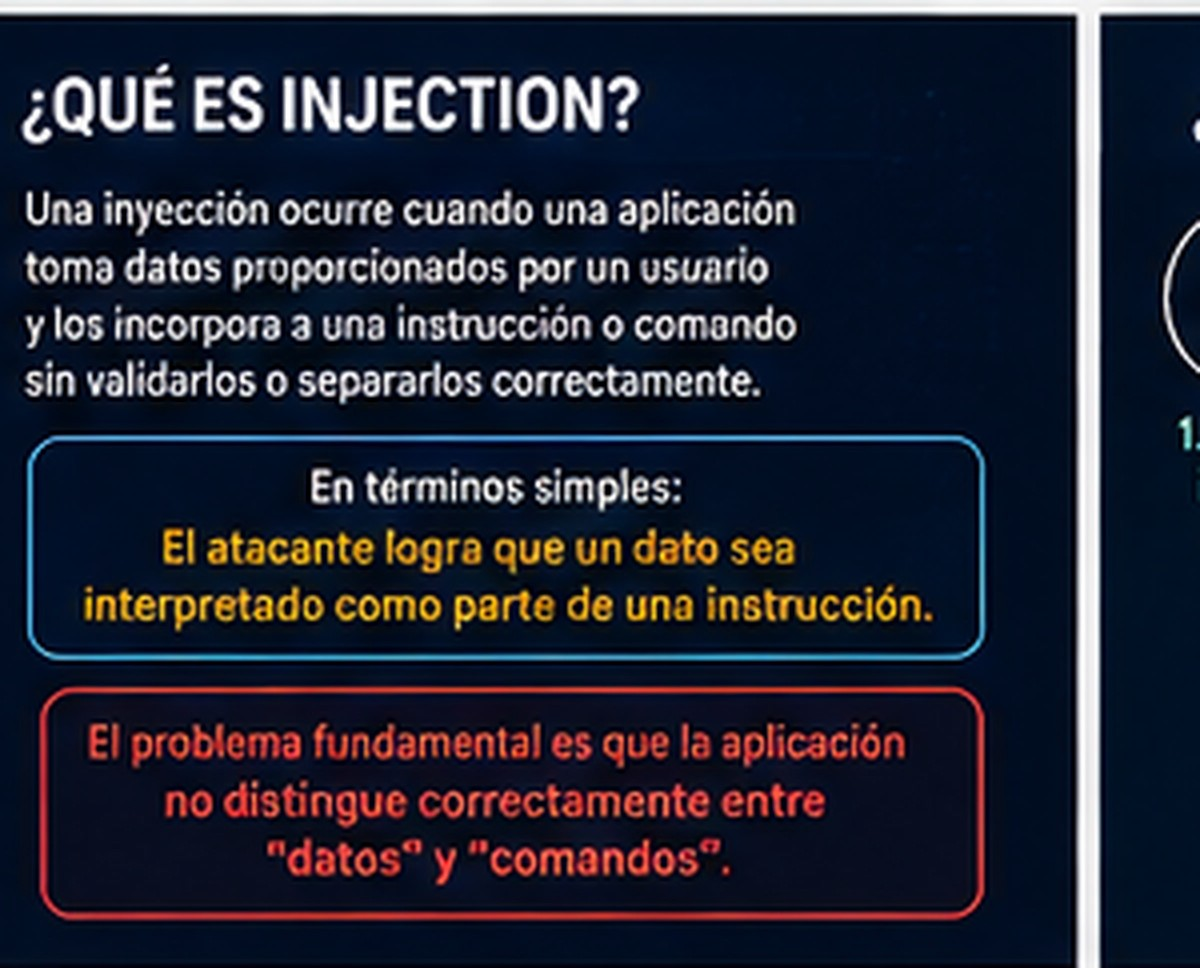 ¿QUÉ ES INJECTION?
Una inyección ocurre cuando una aplicación
toma datos proporcionados por un usuario
y los incorpora a una instrucción o comando
sin validarlos o separarlos correctamente.
En términos simples:
El atacante logra que un dato sea
interpretado como parte de una instrucción.
El problema fundamental es que la aplicación
no distingue correctamente entre
"datos" y "comandos".
1.